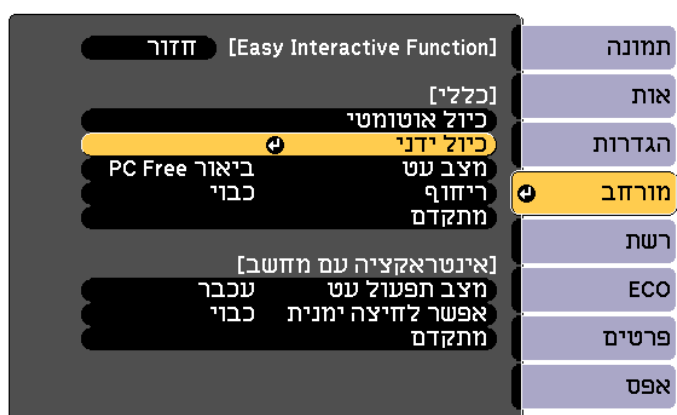 תמונה
אות
הגדרות
מורחב
רשת
ECO
פרטים
אפס
[Easy Interactive Function] חזור
[כללי]
כיול אוטומטי
כיול ידני
מצב עט ביאור PC Free
ריחוף כבוי
מתקדם
[אינטראקציה עם מחשב]
מצב תפעול עט עכבר
אפשר לחיצה ימנית כבוי
מתקדם